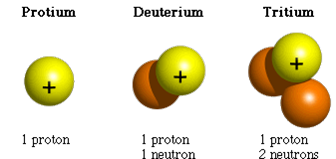 Protium Deuterium Tritium
+ + +
1 proton 1 proton 1 proton
1 neutron 2 neutrons